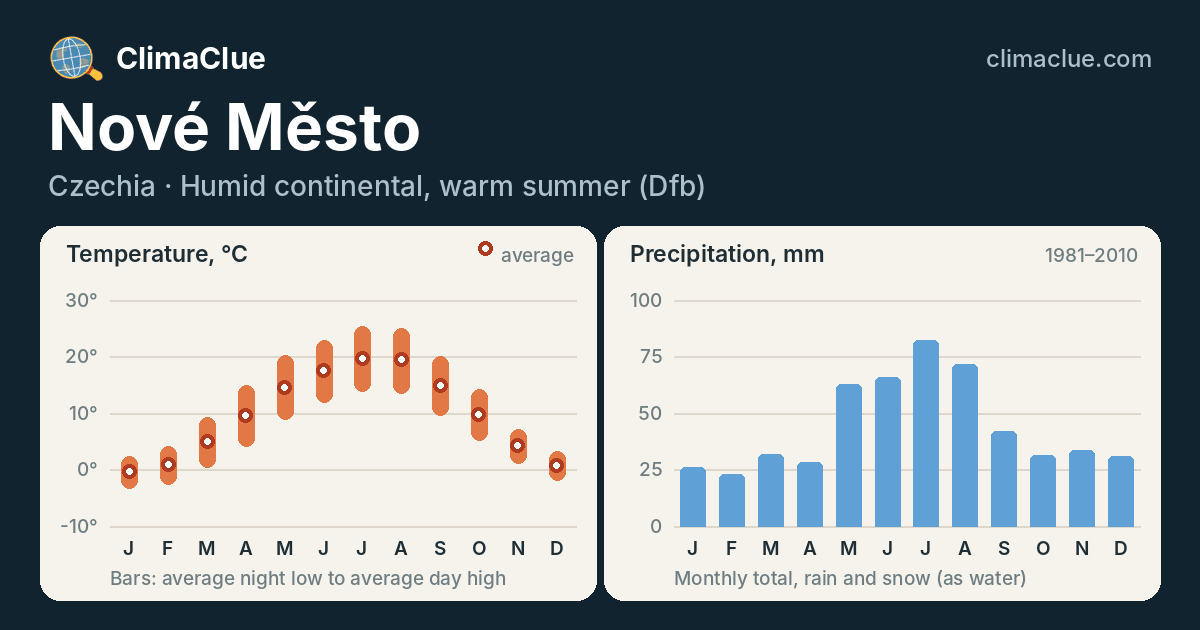 ClimaClue
climaclue.com
Nové Město
Czechia · Humid continental, warm summer (Dfb)
Temperature, °C
average
30°
20°
10°
0°
-10°
J F M A M J J A S O N D
Bars: average night low to average day high
Precipitation, mm
1981–2010
100
75
50
25
0
J F M A M J J A S O N D
Monthly total, rain and snow (as water)